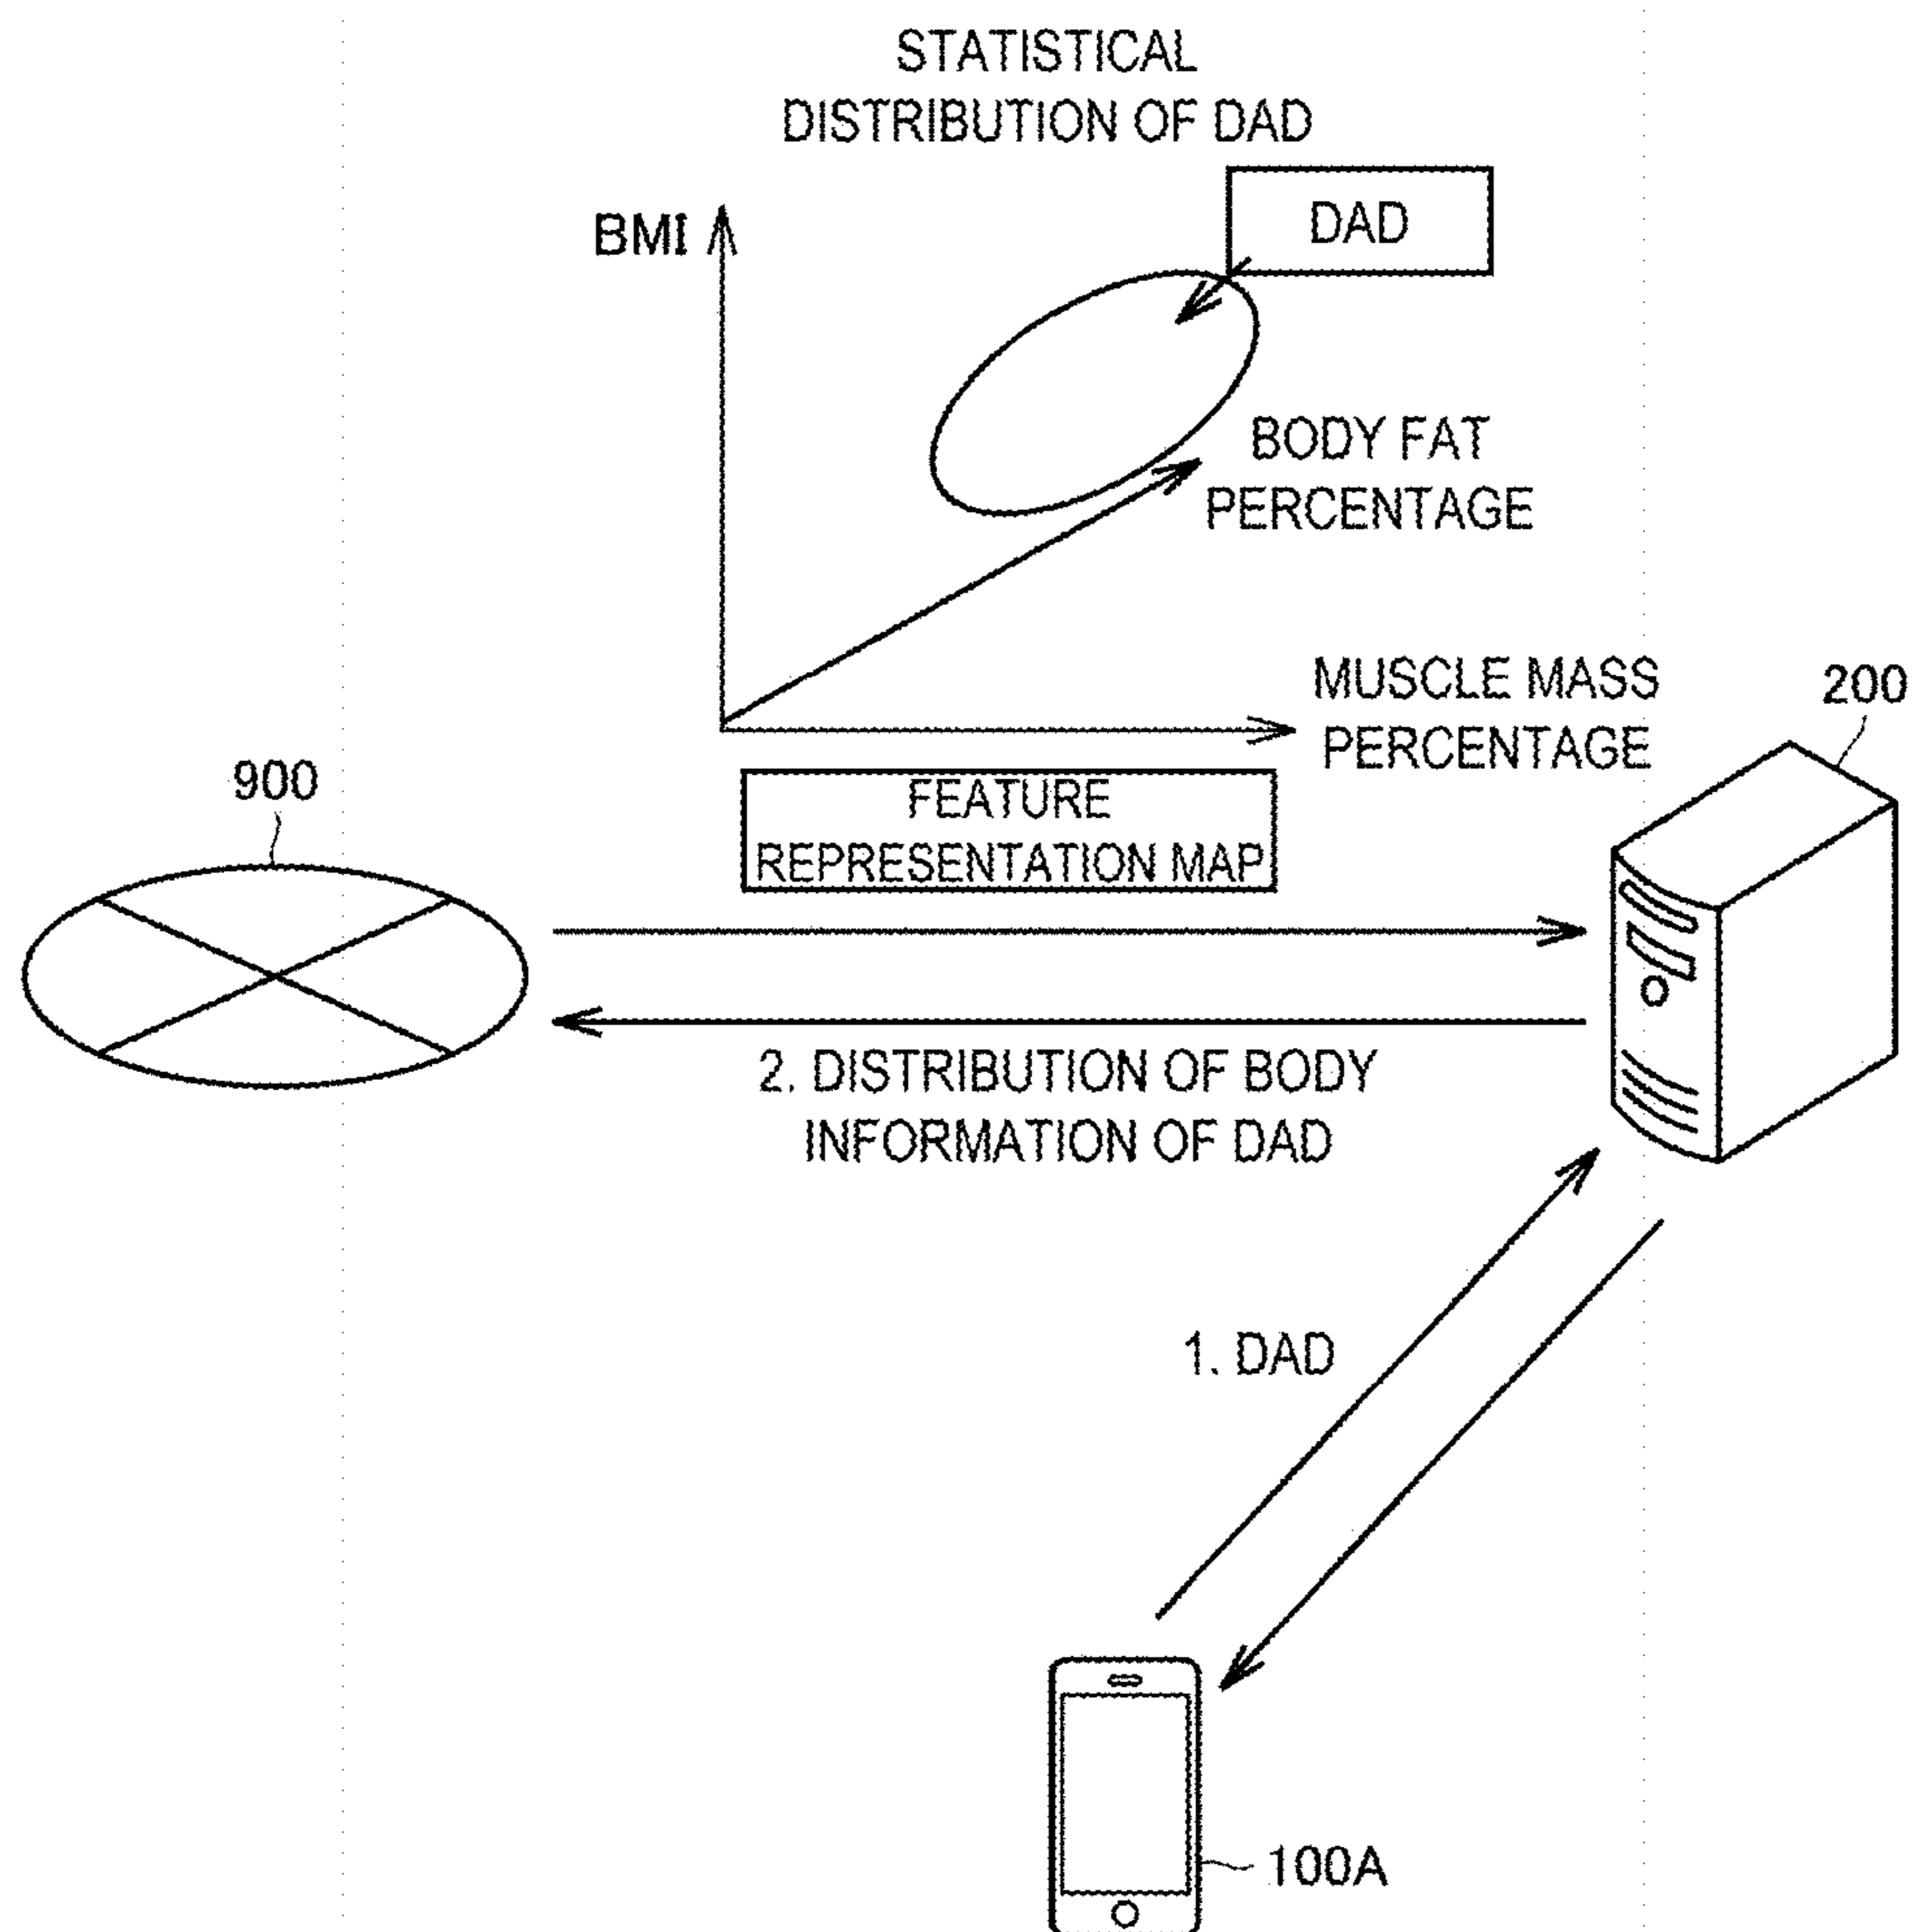 STATISTICAL
DISTRIBUTION OF DAD
DAD
BMI
BODY FAT
PERCENTAGE
MUSCLE MASS
PERCENTAGE
200
900
FEATURE
REPRESENTATION MAP
2. DISTRIBUTION OF BODY
INFORMATION OF DAD
1. DAD
100A